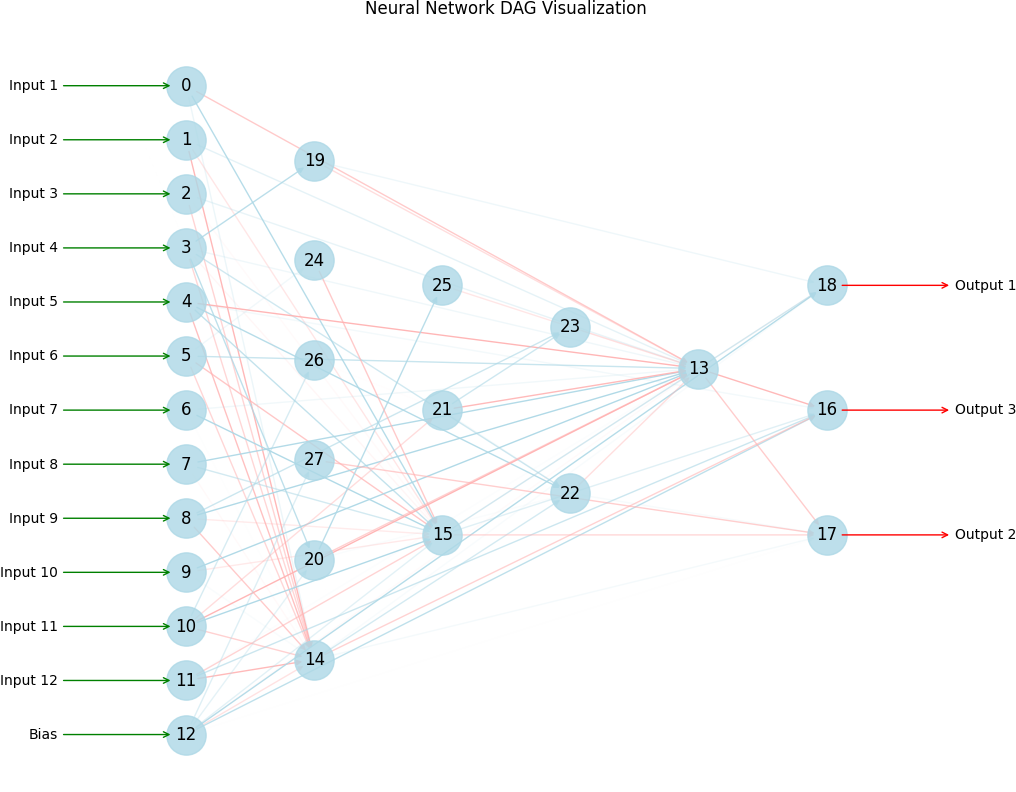 Neural Network DAG Visualization
Input 1
0
Input 2
1
19
Input 3
2
Input 4
3
24
25
18
Output 1
Input 5
4
23
Input 6
5
26
13
Input 7
6
21
16
Output 3
Input 8
7
27
22
Input 9
8
15
17
Output 2
Input 10
9
20
Input 11
10
14
Input 12
11
Bias
12